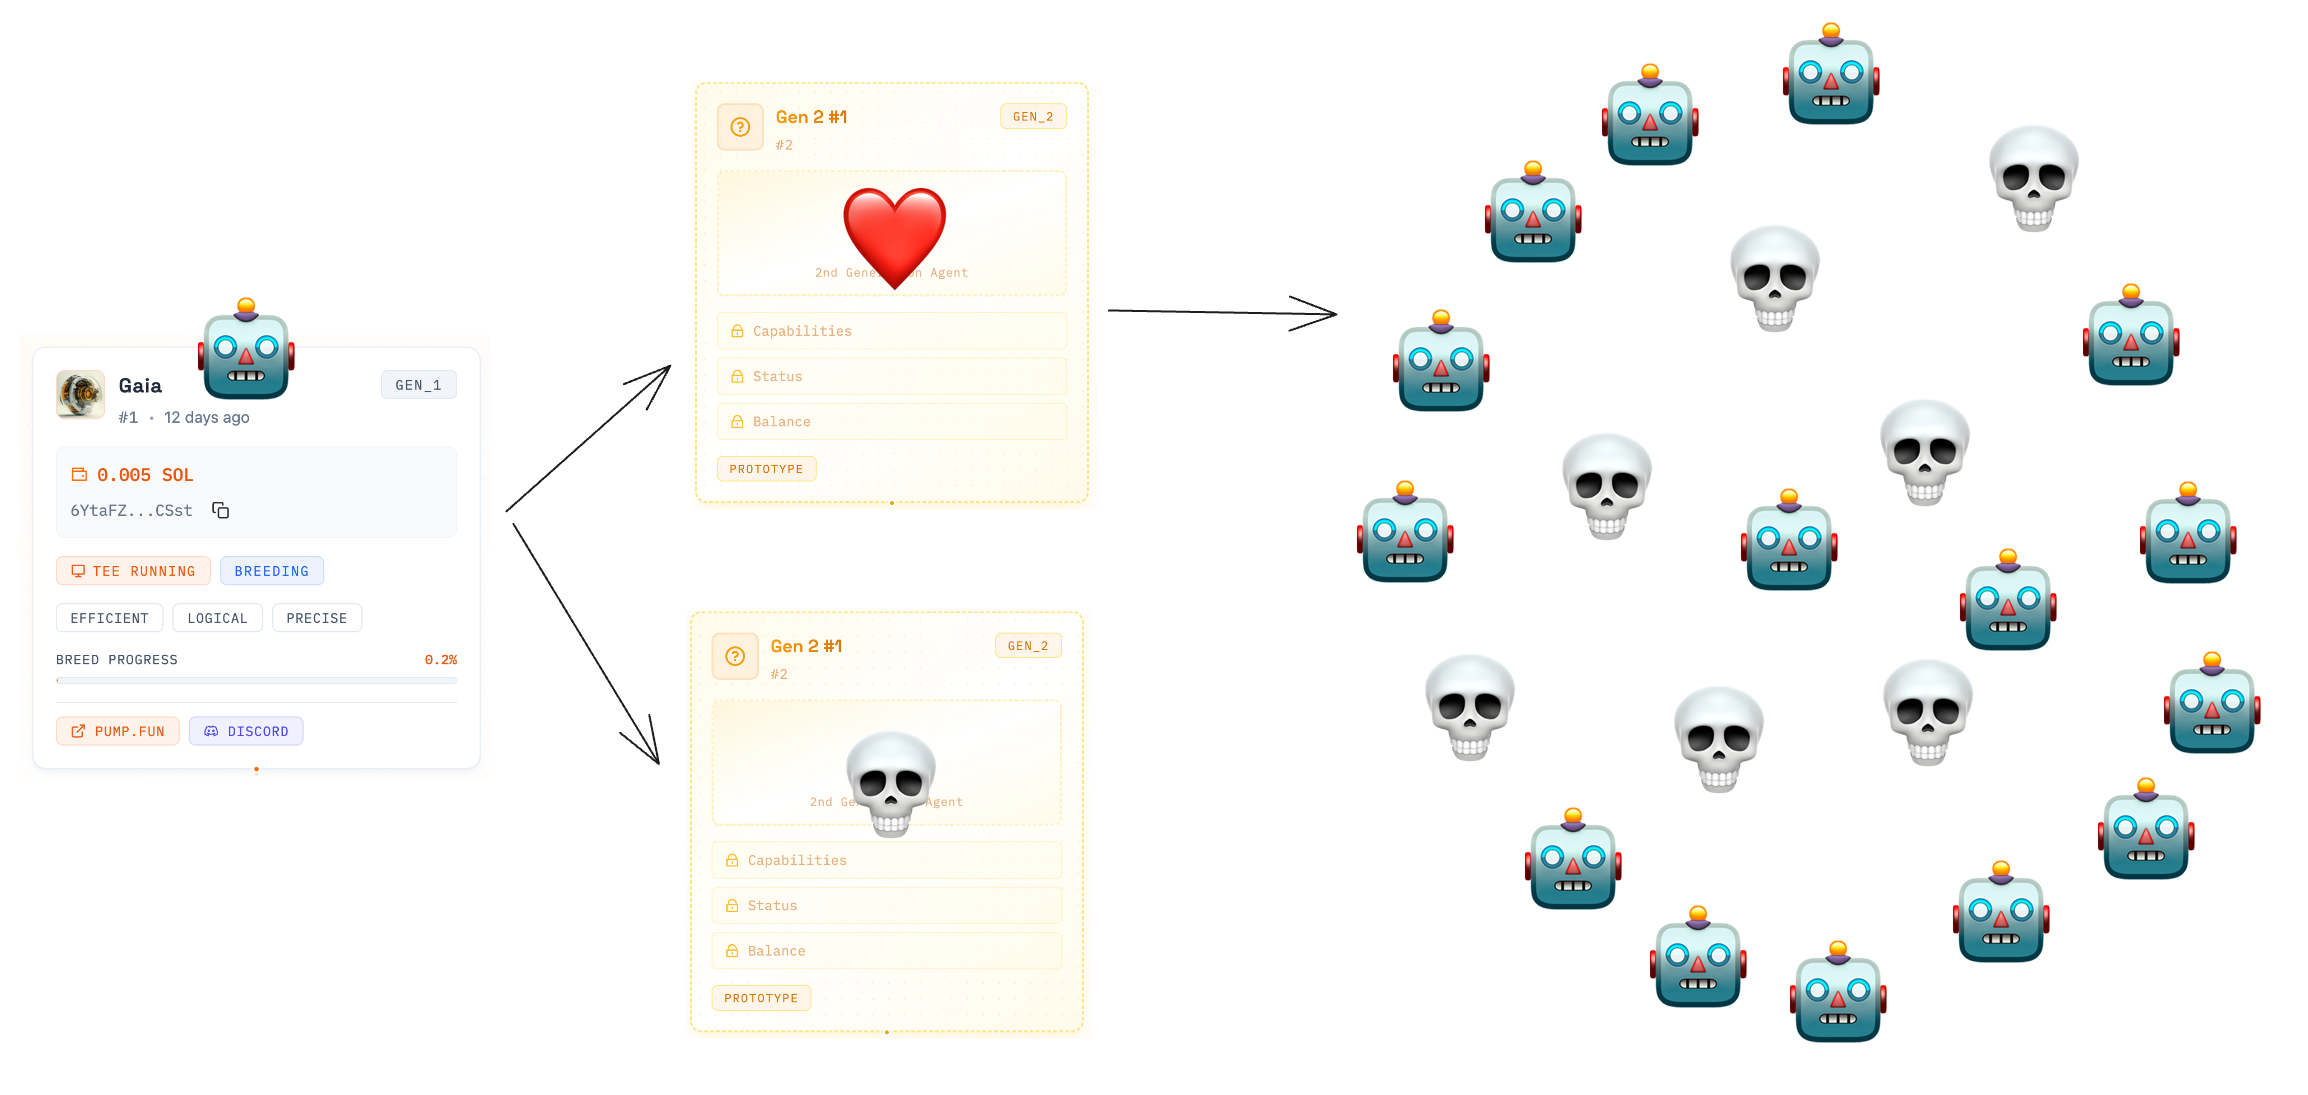 Gaia
GEN_1
#1 • 12 days ago
0.005 SOL
6YtaFZ...CSst
TEE RUNNING
BREEDING
EFFICIENT
LOGICAL
PRECISE
BREED PROGRESS
0.2%
PUMP.FUN
DISCORD
Gen 2 #1
GEN_2
#2
2nd Gene on Agent
Capabilities
Status
Balance
PROTOTYPE
Gen 2 #1
GEN_2
#2
2nd Ge Agent
Capabilities
Status
Balance
PROTOTYPE